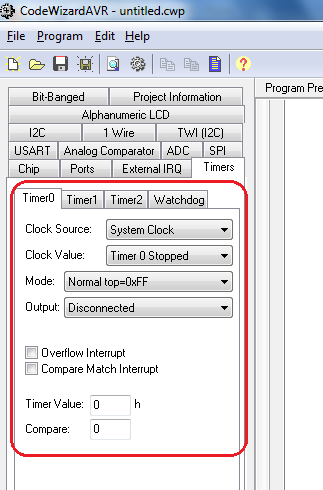 CodeWizardAVR - untitled.cwp
File Program Edit Help
Program Pre
Bit-Banged Project Information
Alphanumeric LCD
I2C 1 Wire TWI (I2C)
USART Analog Comparator ADC SPI
Chip Ports External IRQ Timers
Timer0 Timer1 Timer2 Watchdog
Clock Source: System Clock
Clock Value: Timer 0 Stopped
Mode: Normal top=0xFF
Output: Disconnected
Overflow Interrupt
Compare Match Interrupt
Timer Value: 0 h
Compare: 0